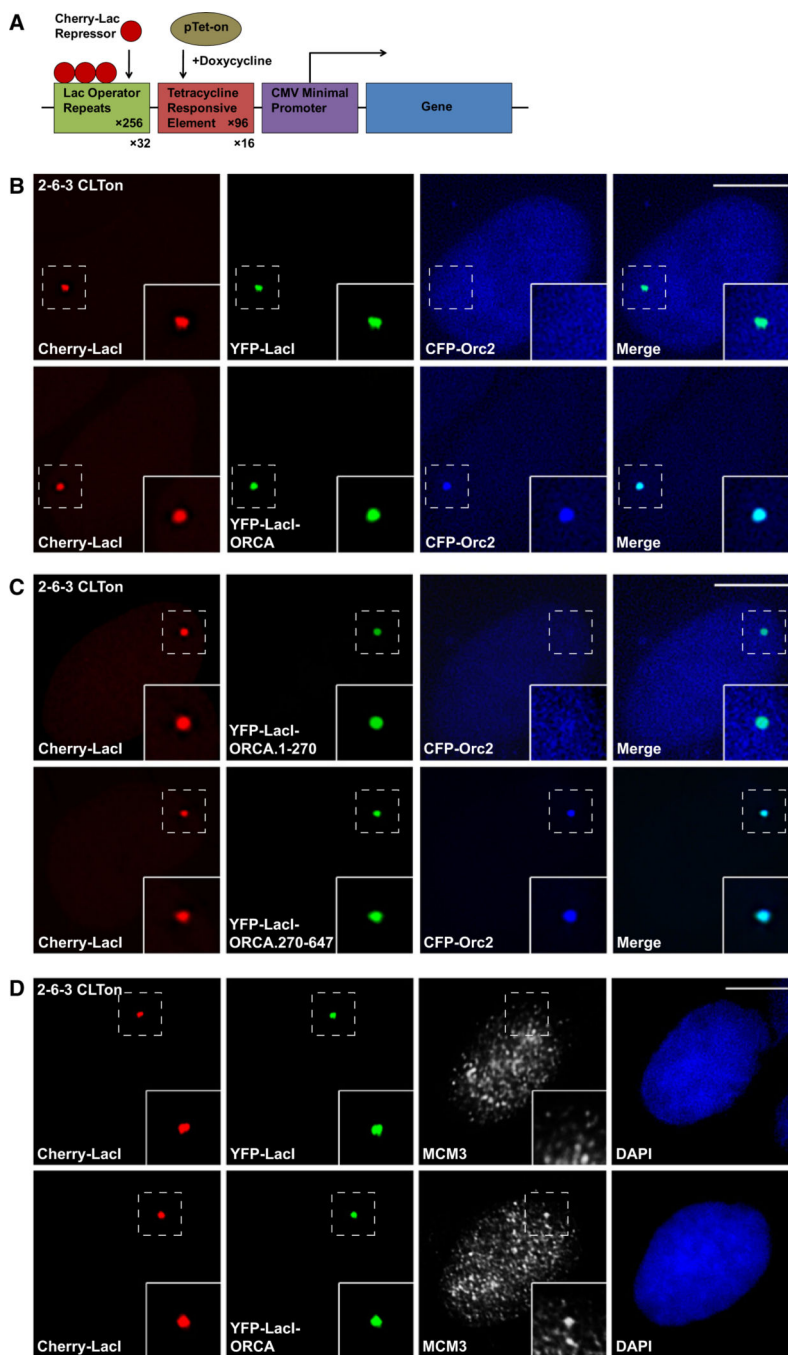 A
Cherry-Lac
Repressor
pTet-on
+Doxycycline
Lac Operator
Repeats
×256
×32
Tetracycline
Responsive
Element ×96
×16
CMV Minimal
Promoter
Gene
B
2-6-3 CLTon
Cherry-LacI
YFP-LacI
CFP-Orc2
Merge
Cherry-LacI
YFP-LacI-
ORCA
CFP-Orc2
Merge
C
2-6-3 CLTon
Cherry-LacI
YFP-LacI-
ORCA.1-270
CFP-Orc2
Merge
Cherry-LacI
YFP-LacI-
ORCA.270-647
CFP-Orc2
Merge
D
2-6-3 CLTon
Cherry-LacI
YFP-LacI
MCM3
DAPI
Cherry-LacI
YFP-LacI-
ORCA
MCM3
DAPI